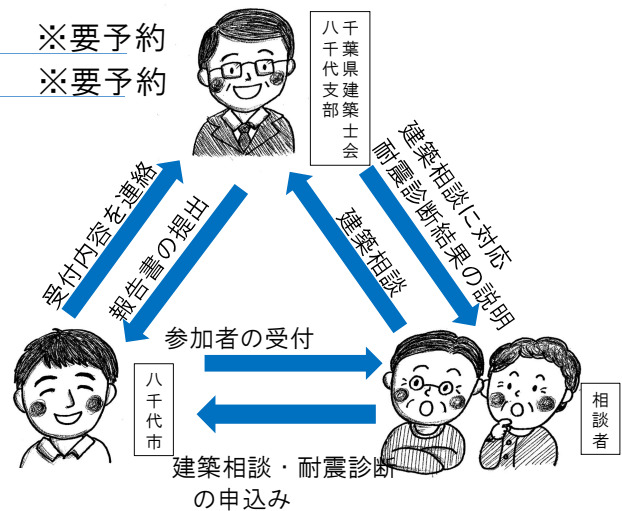 ※要予約
※要予約
千葉県建築士会
八千代支部
受付内容を連絡
報告書の提出
建築相談
建築相談に対応
耐震診断結果の説明
参加者の受付
八千代市
相談者
建築相談・耐震診断
の申込み